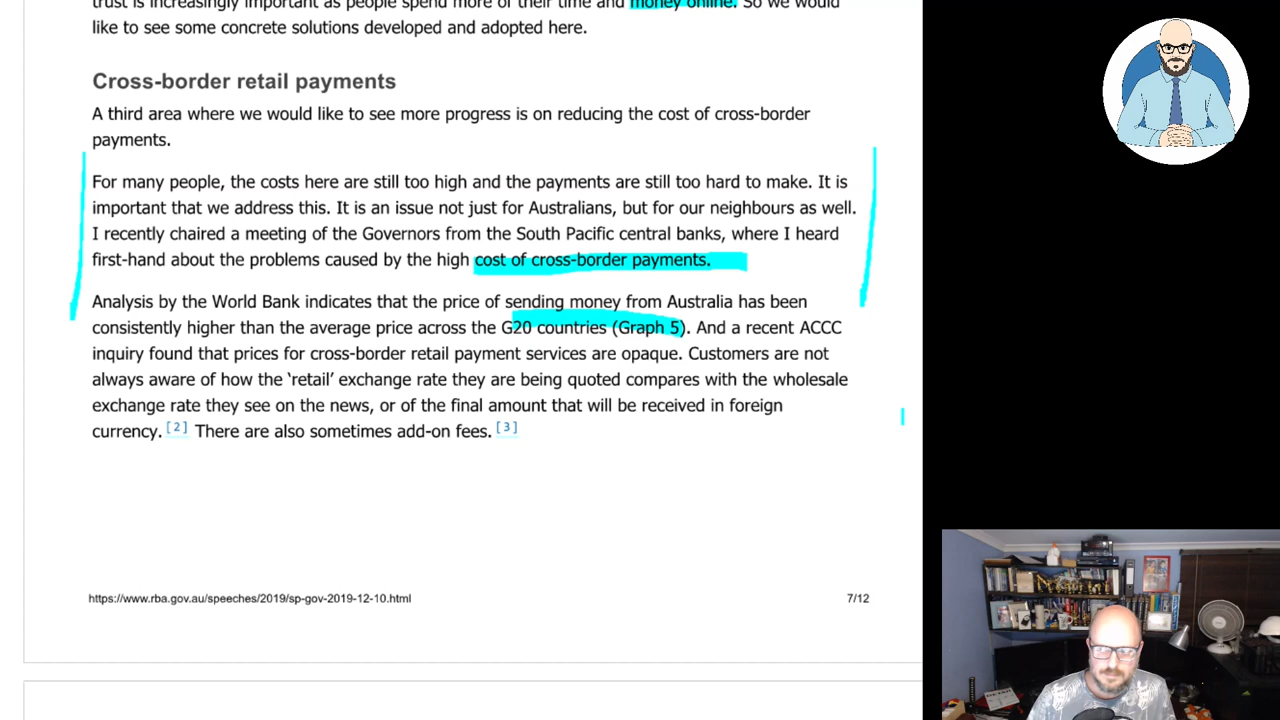 trust is increasingly important as people spend more of their time and money online. So we would
like to see some concrete solutions developed and adopted here.
Cross-border retail payments
A third area where we would like to see more progress is on reducing the cost of cross-border
payments.
For many people, the costs here are still too high and the payments are still too hard to make. It is
important that we address this. It is an issue not just for Australians, but for our neighbours as well.
I recently chaired a meeting of the Governors from the South Pacific central banks, where I heard
first-hand about the problems caused by the high cost of cross-border payments.
Analysis by the World Bank indicates that the price of sending money from Australia has been
consistently higher than the average price across the G20 countries (Graph 5). And a recent ACCC
inquiry found that prices for cross-border retail payment services are opaque. Customers are not
always aware of how the ‘retail’ exchange rate they are being quoted compares with the wholesale
exchange rate they see on the news, or of the final amount that will be received in foreign
currency. [2] There are also sometimes add-on fees. [3]
https://www.rba.gov.au/speeches/2019/sp-gov-2019-12-10.html 7/12